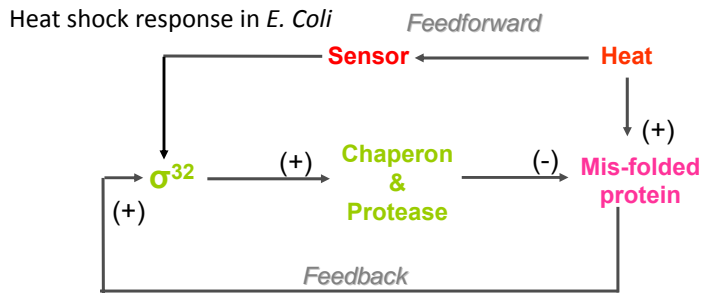 Heat shock response in E. Coli
Feedforward
Sensor
Heat
(+)
σ³²
(+)
(+)
Chaperon
&
Protease
(-)
Mis-folded
protein
Feedback